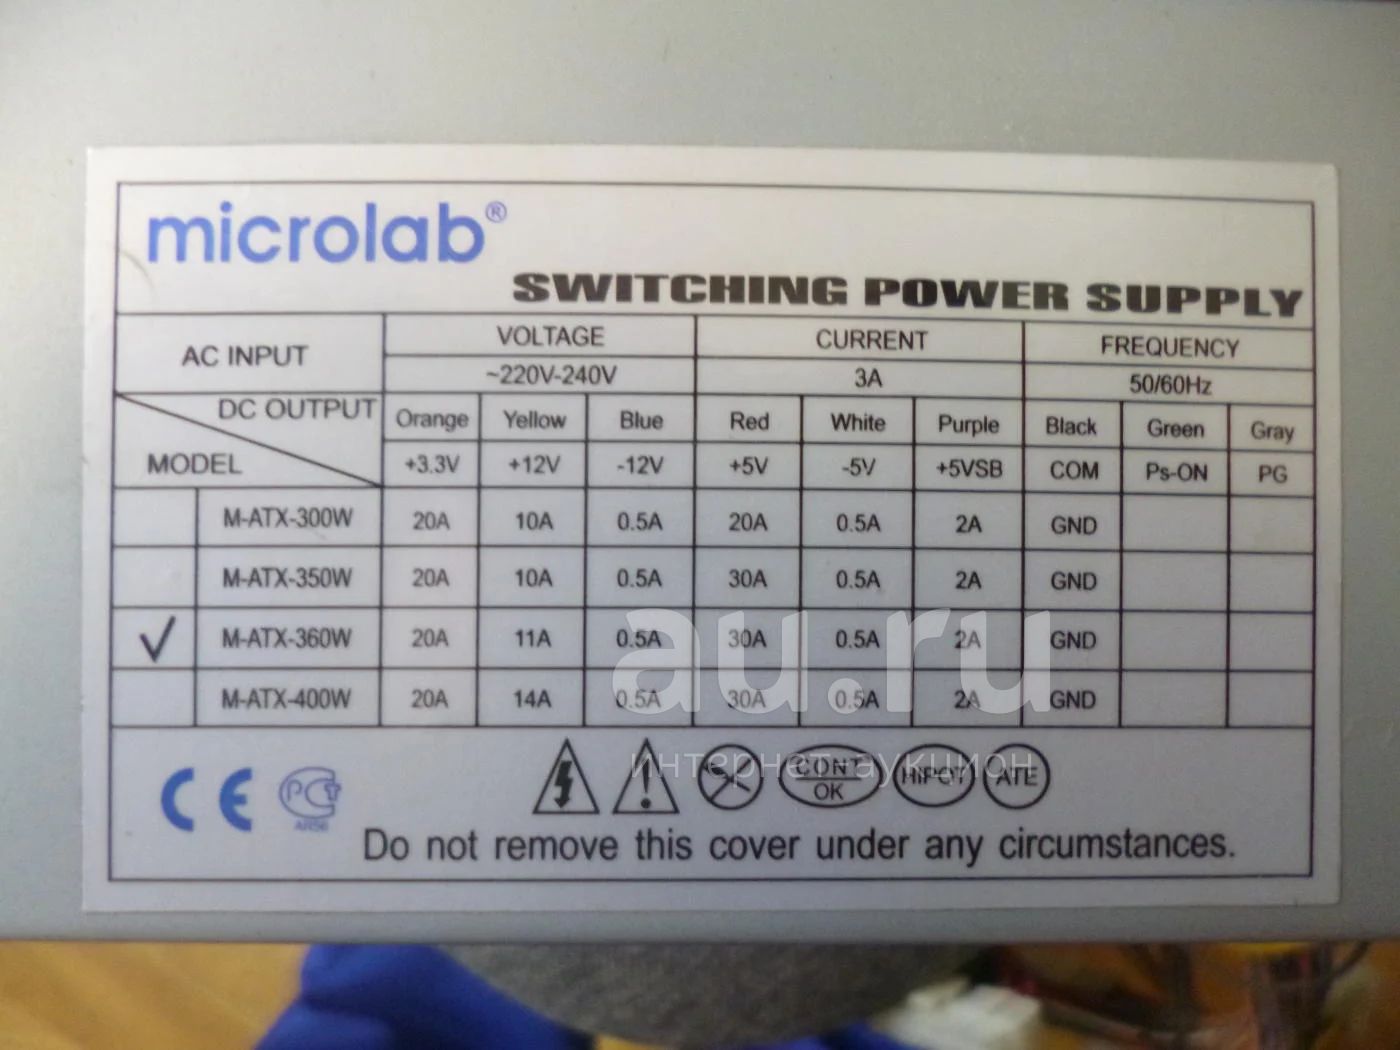 microlab®
SWITCHING POWER SUPPLY
AC INPUT VOLTAGE CURRENT FREQUENCY
~220V-240V 3A 50/60Hz
DC OUTPUT Orange Yellow Blue Red White Purple Black Green Gray
MODEL +3.3V +12V -12V +5V -5V +5VSB COM Ps-ON PG
M-ATX-300W 20A 10A 0.5A 20A 0.5A 2A GND
M-ATX-350W 20A 10A 0.5A 30A 0.5A 2A GND
M-ATX-360W 20A 11A 0.5A 30A 0.5A 2A GND
M-ATX-400W 20A 14A 0.5A 30A 0.5A 2A GND
au.ru
интернет-аукцион
CE PCT CONT OK HIPOT ATE
Do not remove this cover under any circumstances.